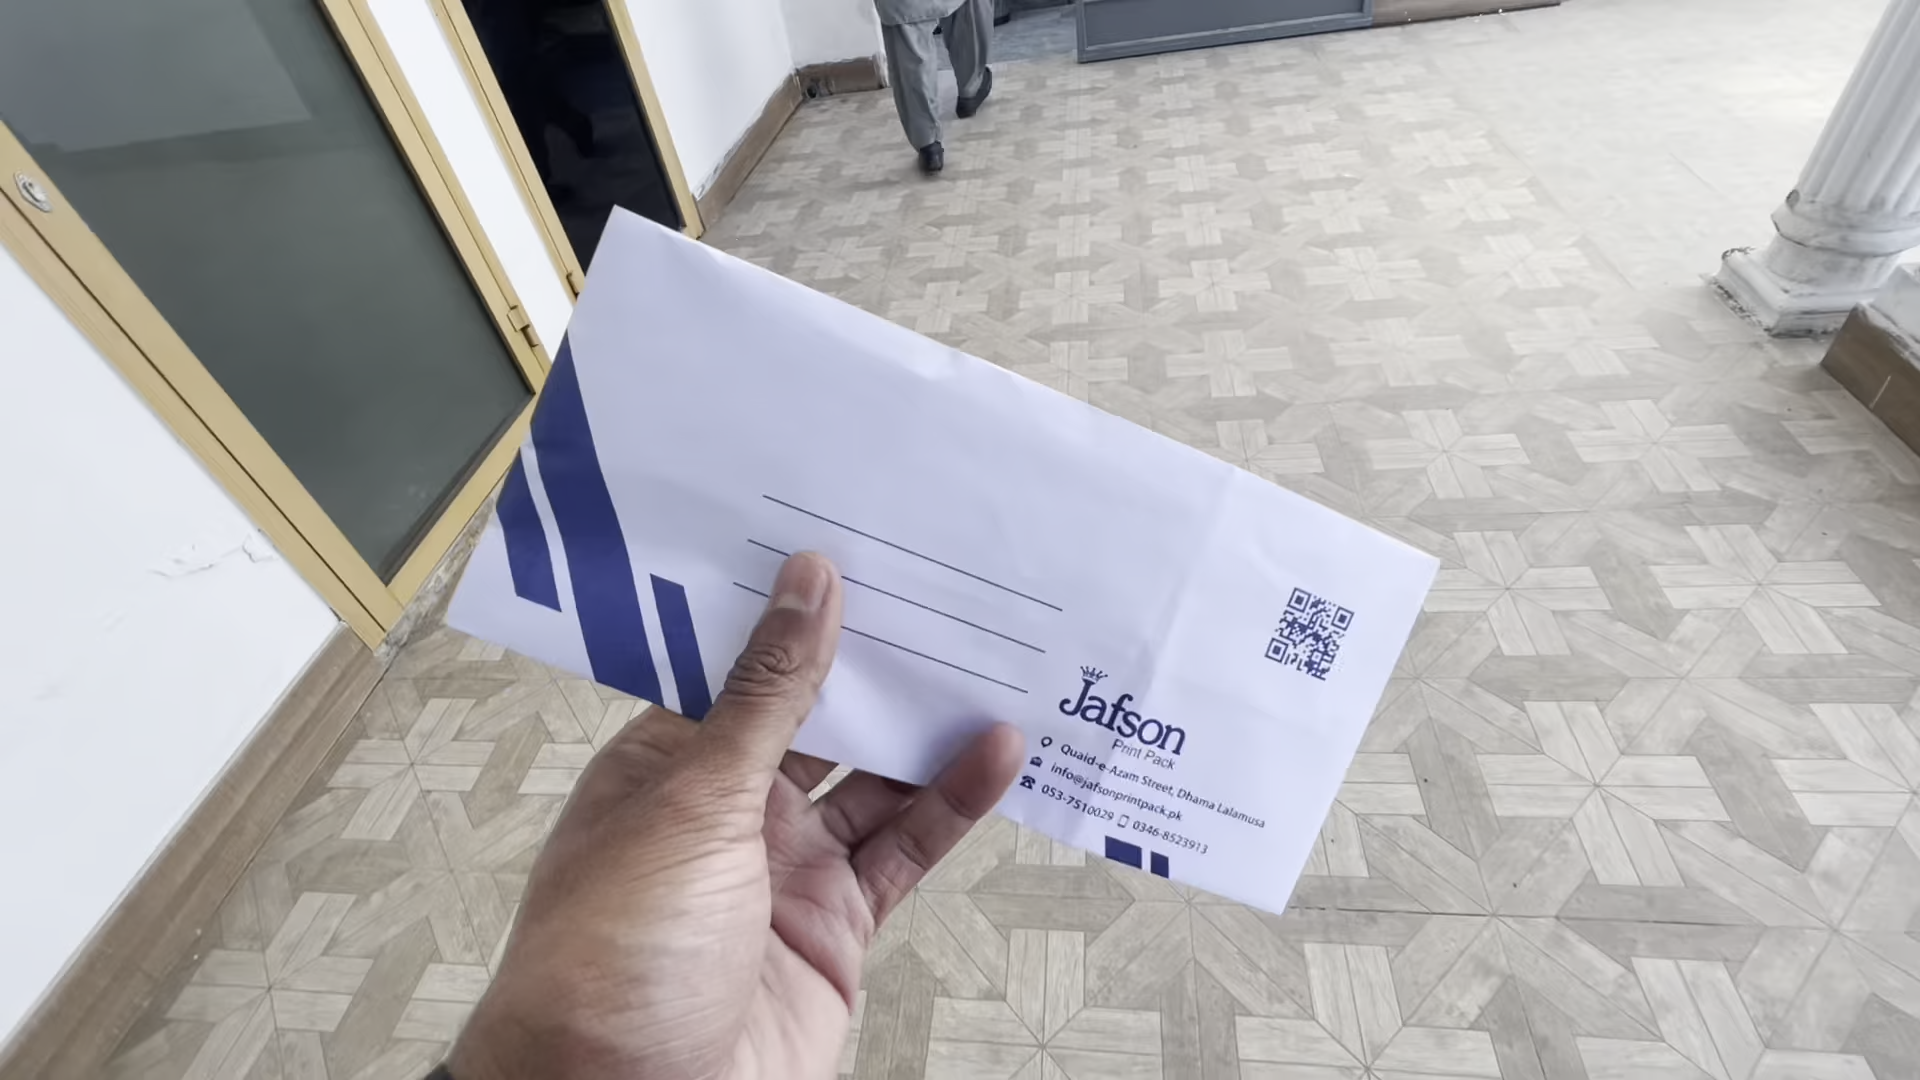 Jafson
Print Pack
Quaid-e-Azam Street, Dhama Lalamusa
info@jafsonprintpack.pk
053-7510029 0346-8523913